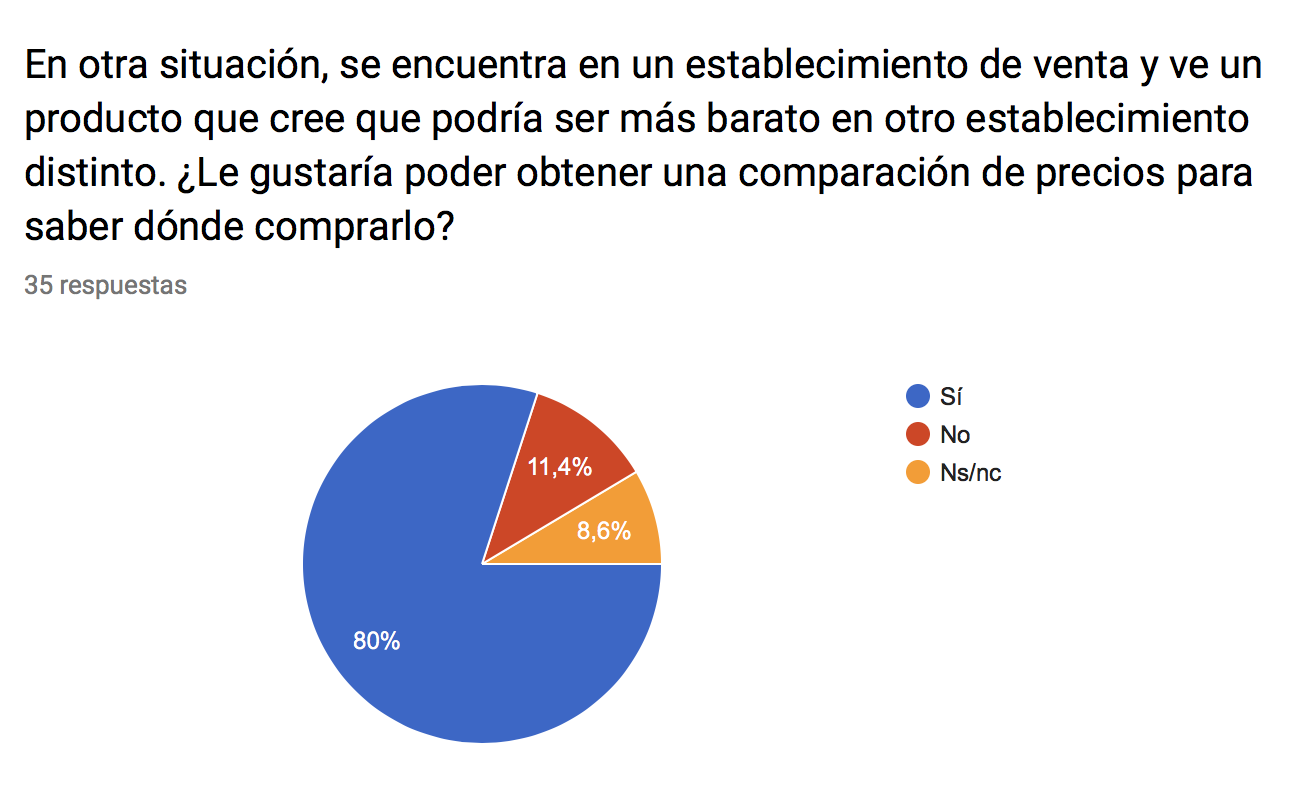 En otra situación, se encuentra en un establecimiento de venta y ve un
producto que cree que podría ser más barato en otro establecimiento
distinto. ¿Le gustaría poder obtener una comparación de precios para
saber dónde comprarlo?
35 respuestas
Sí
No
Ns/nc
11,4%
8,6%
80%